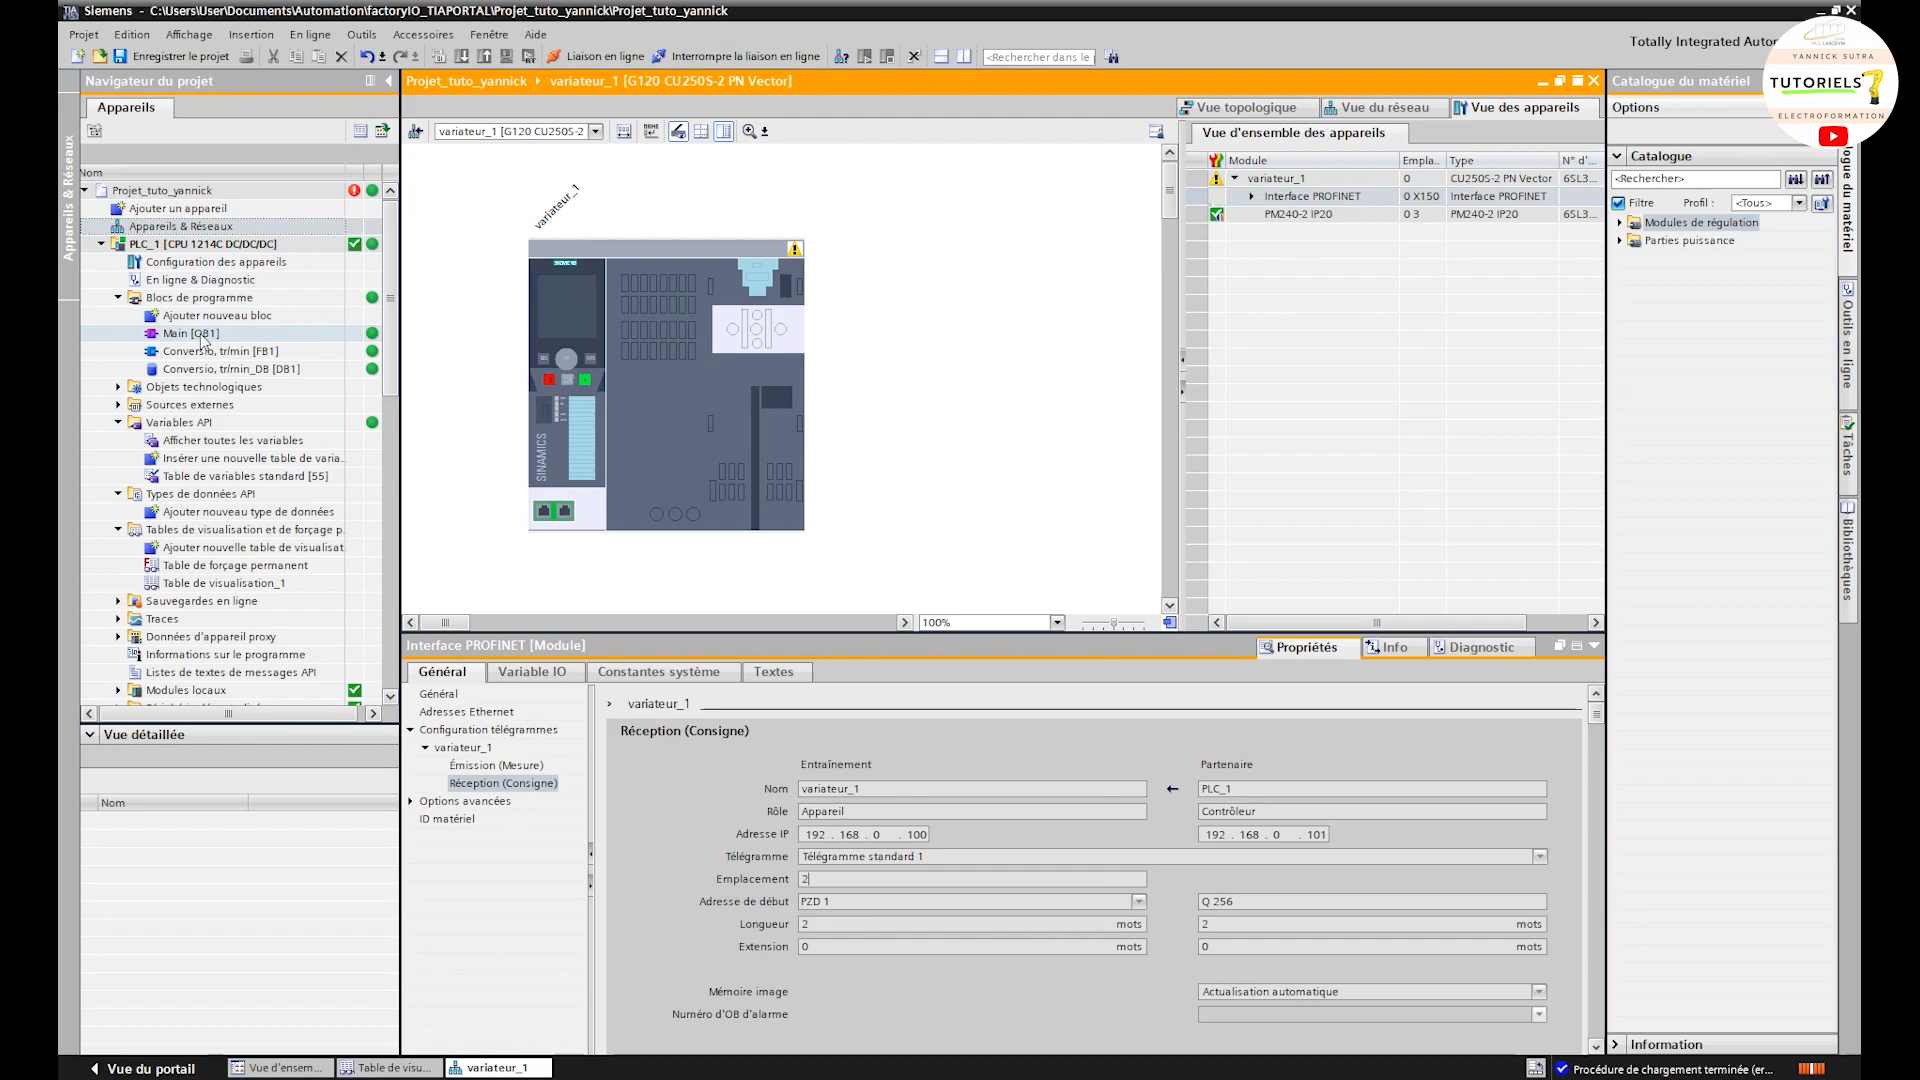 Siemens - C:\Users\User\Documents\Automation\factoryIO_TIAPORTAL\Projet_tuto_yannick\Projet_tuto_yannick
Projet Edition Affichage Insertion En ligne Outils Accessoires Fenêtre Aide
Totally Integrated Auto
Enregistrer le projet Liaison en ligne Interrompre la liaison en ligne <Rechercher dans le p
YANNICK SUTRA
TUTORIELS
ELECTROFORMATION
Navigateur du projet
Projet_tuto_yannick variateur_1 [G120 CU250S-2 PN Vector]
Catalogue du matériel
Appareils
Vue topologique Vue du réseau Vue des appareils
Options
variateur_1 [G120 CU250S-2
Vue d'ensemble des appareils
Catalogue
Module Empla.. Type N° d'...
<Rechercher>
Filtre Profil : <Tous>
Modules de régulation
Parties puissance
variateur_1 0 CU250S-2 PN Vector 6SL3...
Interface PROFINET 0 X150 Interface PROFINET
PM240-2 IP20 0 3 PM240-2 IP20 6SL3...
Appareils & Réseaux
Nom
Projet_tuto_yannick
Ajouter un appareil
Appareils & Réseaux
PLC_1 [CPU 1214C DC/DC/DC]
Configuration des appareils
En ligne & Diagnostic
Blocs de programme
Ajouter nouveau bloc
Main [OB1]
Conversio, tr/min [FB1]
Conversio, tr/min_DB [DB1]
Objets technologiques
Sources externes
Variables API
Afficher toutes les variables
Insérer une nouvelle table de varia..
Table de variables standard [55]
Types de données API
Ajouter nouveau type de données
Tables de visualisation et de forçage p.
Ajouter nouvelle table de visualisat
Table de forçage permanent
Table de visualisation_1
Sauvegardes en ligne
Traces
Données d'appareil proxy
Informations sur le programme
Listes de textes de messages API
Modules locaux
variateur_1
SIEMENS
SINAMICS
100%
ogue du matériel
Outils en ligne
Tâches
Bibliothèques
Interface PROFINET [Module]
Propriétés Info Diagnostic
Général Variable IO Constantes système Textes
Général
Adresses Ethernet
Configuration télégrammes
variateur_1
Émission (Mesure)
Réception (Consigne)
Options avancées
ID matériel
variateur_1
Réception (Consigne)
Entraînement Partenaire
Nom variateur_1 PLC_1
Rôle Appareil Contrôleur
Adresse IP 192 . 168 . 0 . 100 192 . 168 . 0 . 101
Télégramme Télégramme standard 1
Emplacement 2
Adresse de début PZD 1 Q 256
Longueur 2 mots 2 mots
Extension 0 mots 0 mots
Mémoire image Actualisation automatique
Numéro d'OB d'alarme
Vue détaillée
Nom
Information
Vue du portail Vue d'ensem... Table de visu... variateur_1 Procédure de chargement terminée (er...